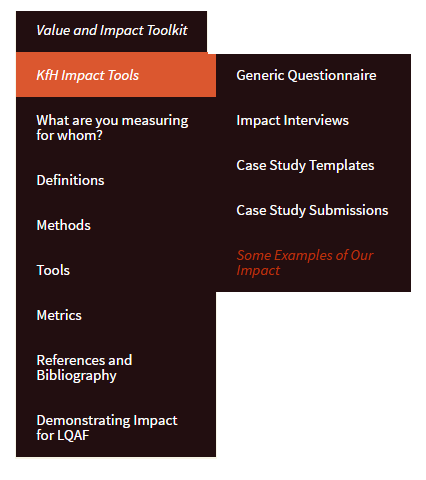 Value and Impact Toolkit
KfH Impact Tools
What are you measuring
for whom?
Definitions
Methods
Tools
Metrics
References and
Bibliography
Demonstrating Impact
for LQAF
Generic Questionnaire
Impact Interviews
Case Study Templates
Case Study Submissions
Some Examples of Our
Impact